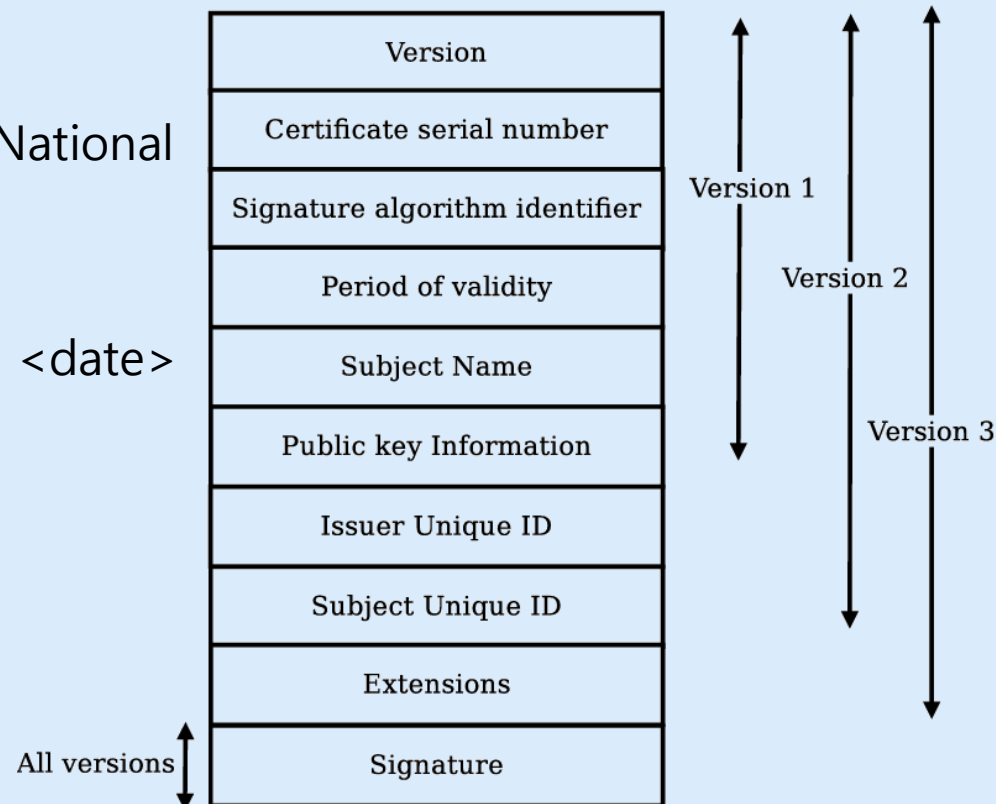 Version
National
Certificate serial number
Version 1
Signature algorithm identifier
Period of validity
Version 2
<date>
Subject Name
Version 3
Public key Information
Issuer Unique ID
Subject Unique ID
Extensions
All versions
Signature